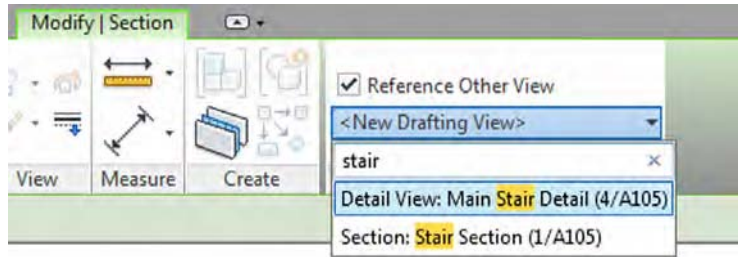 Modify | Section
Reference Other View
<New Drafting View>
stair
View
Measure
Create
Detail View: Main Stair Detail (4/A105)
Section: Stair Section (1/A105)